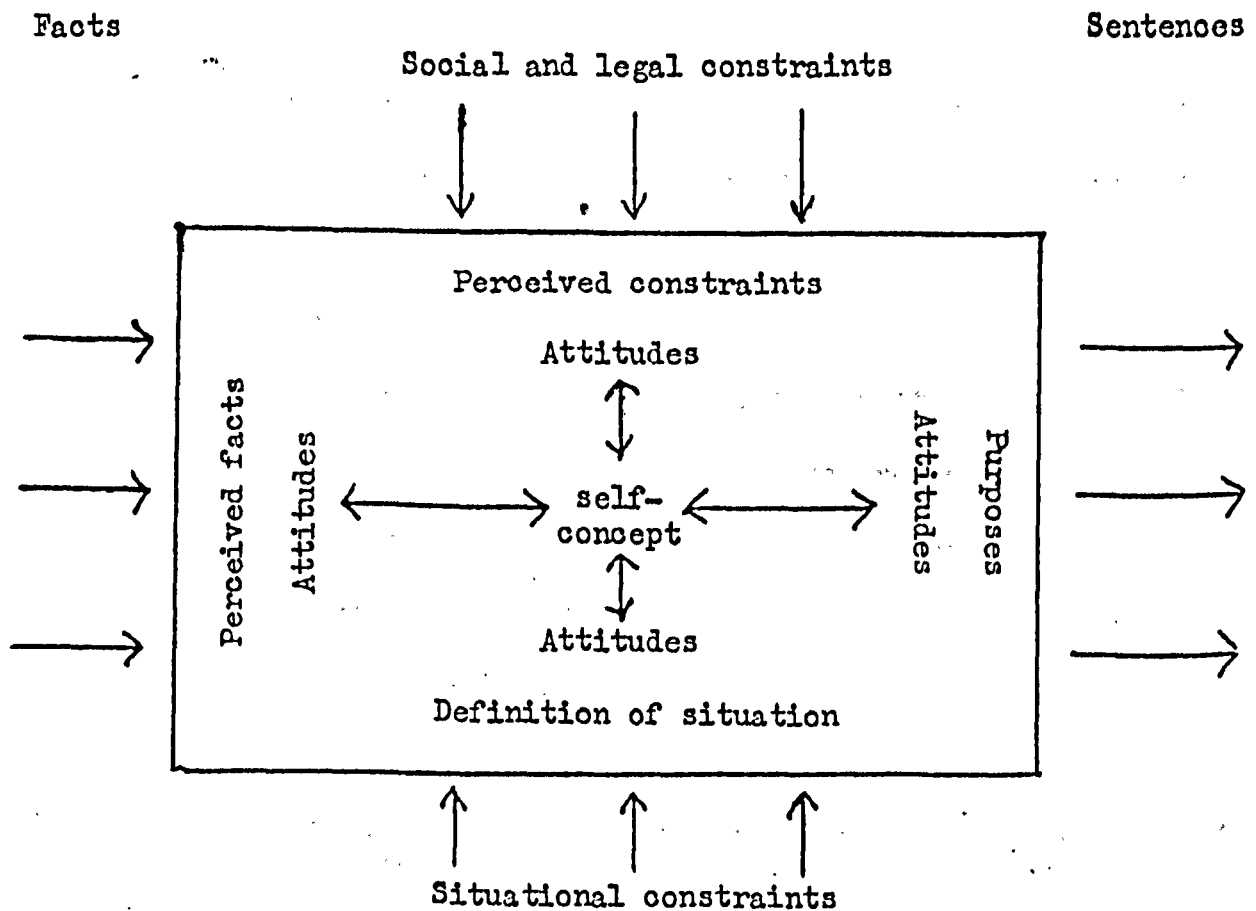 Facts
Sentences
Social and legal constraints
Perceived constraints
Attitudes
Perceived facts
Attitudes
self-
concept
Attitudes
Purposes
Attitudes
Definition of situation
Situational constraints